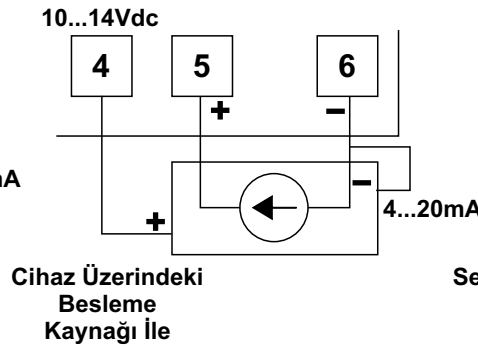 10...14Vdc
4 5 6
+ −
mA
+ −
4...20mA
Cihaz Üzerindeki
Besleme
Kaynağı İle
Se